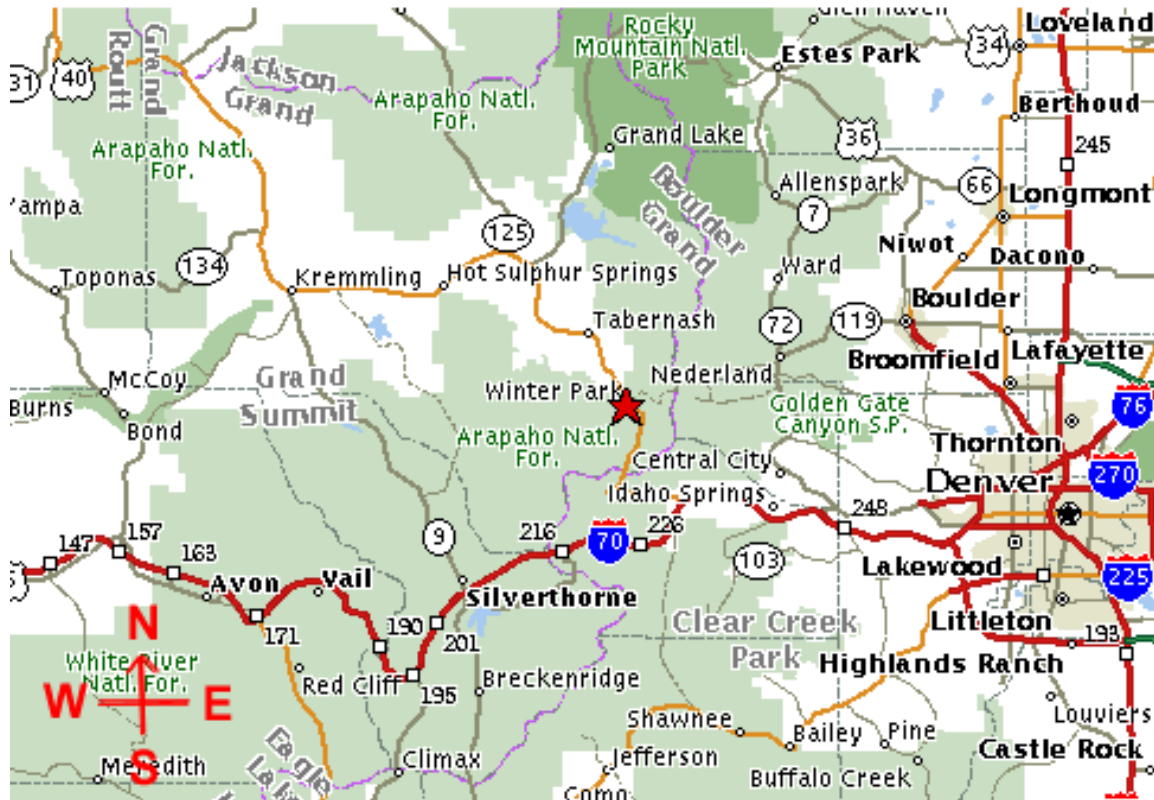 Glen Haven
Loveland
Rocky
Mountain Natl.
Park
34
Estes Park
Grand
Routt
31
40
Jackson
Grand
Arapaho Natl.
For.
Berthoud
36
245
Grand Lake
Arapaho Natl.
For.
Boulder
Grand
Allenspark
66
Longmont
7
125
134
Niwot
Dacono
Toponas
Kremmling
Hot Sulphur Springs
Ward
Boulder
Tabernash
72
119
Broomfield
Lafayette
McCoy
Grand
Summit
Winter Park
Nederland
Burns
Golden Gate
Canyon S.P.
76
Bond
Arapaho Natl.
For.
Thornton
Central City
Denver
270
Idaho Springs
248
157
147
163
9
216
70
226
103
Avon
Vail
Silverthorne
Lakewood
225
171
190
201
Clear Creek
Park
Littleton
193
N
White River
Natl. For.
W
E
S
Red Cliff
195
Breckenridge
Highlands Ranch
Louviers
Shawnee
Bailey
Pine
Castle Rock
Meredith
Eagle
Climax
Jefferson
Buffalo Creek
Como